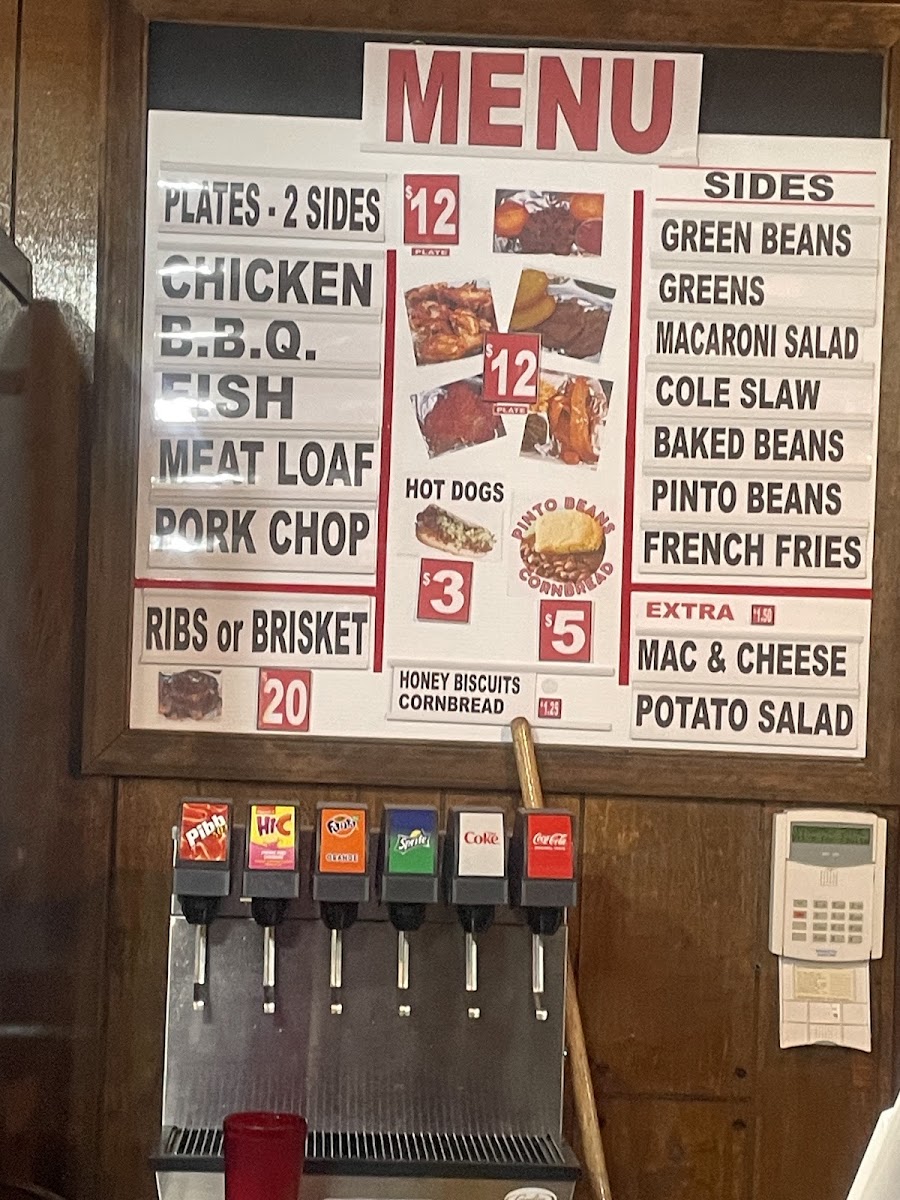 MENU
PLATES - 2 SIDES
$12
PLATE
CHICKEN
B.B.Q.
FISH
MEAT LOAF
PORK CHOP
RIBS or BRISKET
$20
$12
PLATE
HOT DOGS
$3
PINTO BEANS
CORNBREAD
$5
HONEY BISCUITS
CORNBREAD
$1.25
SIDES
GREEN BEANS
GREENS
MACARONI SALAD
COLE SLAW
BAKED BEANS
PINTO BEANS
FRENCH FRIES
EXTRA $1.50
MAC & CHEESE
POTATO SALAD
Pibb
Hi-C
Fanta
ORANGE
Sprite
Diet Coke
Coca-Cola